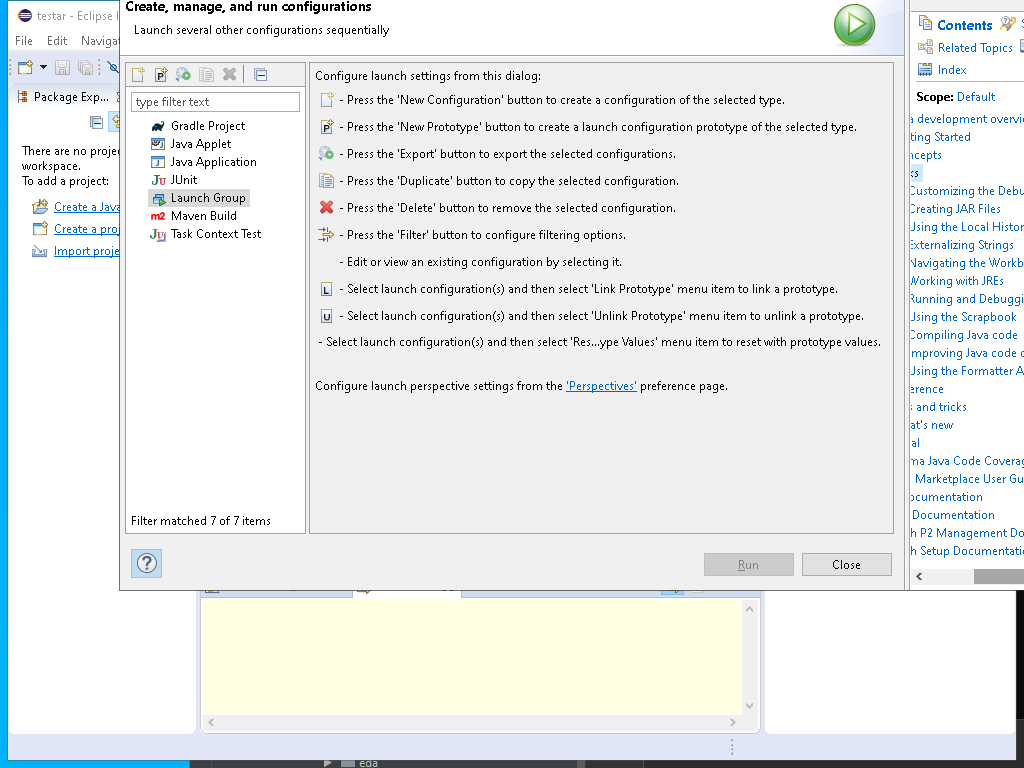 Create, manage, and run configurations
Launch several other configurations sequentially
testar - Eclipse I
File Edit Naviga
Package Exp...
There are no proje
workspace.
To add a project:
Create a Java
Create a proj
Import proje
type filter text
Gradle Project
Java Applet
Java Application
JUnit
Launch Group
Maven Build
Task Context Test
Filter matched 7 of 7 items
Configure launch settings from this dialog:
- Press the 'New Configuration' button to create a configuration of the selected type.
- Press the 'New Prototype' button to create a launch configuration prototype of the selected type.
- Press the 'Export' button to export the selected configurations.
- Press the 'Duplicate' button to copy the selected configuration.
- Press the 'Delete' button to remove the selected configuration.
- Press the 'Filter' button to configure filtering options.
- Edit or view an existing configuration by selecting it.
- Select launch configuration(s) and then select 'Link Prototype' menu item to link a prototype.
- Select launch configuration(s) and then select 'Unlink Prototype' menu item to unlink a prototype.
- Select launch configuration(s) and then select 'Res...ype Values' menu item to reset with prototype values.
Configure launch perspective settings from the 'Perspectives' preference page.
Run
Close
Contents
Related Topics
Index
Scope: Default
a development overvi
ting Started
ncepts
ks
Customizing the Debu
Creating JAR Files
Using the Local Histor
Externalizing Strings
Navigating the Workb
Working with JREs
Running and Debuggi
Using the Scrapbook
Compiling Java code
Improving Java code
Using the Formatter A
erence
s and tricks
at's new
al
ma Java Code Coverag
Marketplace User Gu
ocumentation
Documentation
h P2 Management Do
h Setup Documentati
eda